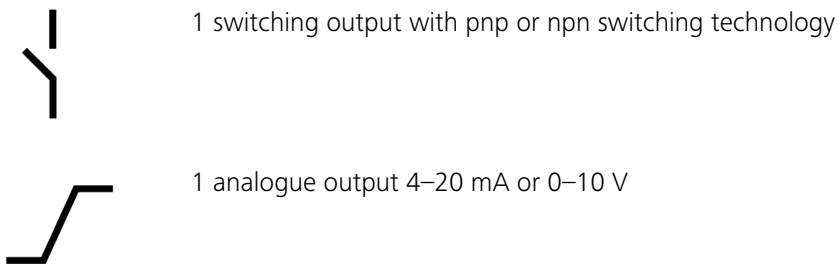 1 switching output with pnp or npn switching technology
1 analogue output 4–20 mA or 0–10 V